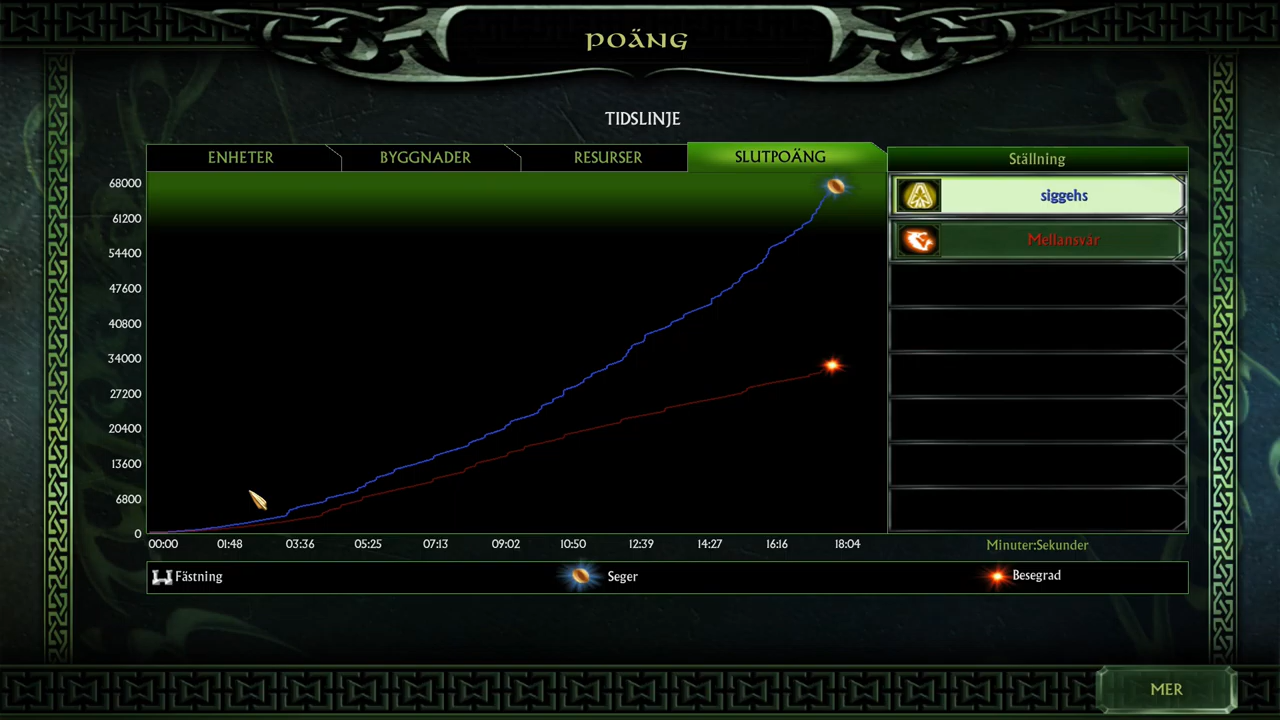 POÄNG
TIDSLINJE
ENHETER
BYGGNADER
RESURSER
SLUTPOÄNG
Ställning
siggehs
Mellansvår
68000
61200
54400
47600
40800
34000
27200
20400
13600
6800
0
00:00
01:48
03:36
05:25
07:13
09:02
10:50
12:39
14:27
16:16
18:04
Minuter:Sekunder
Fästning
Seger
Besegrad
MER